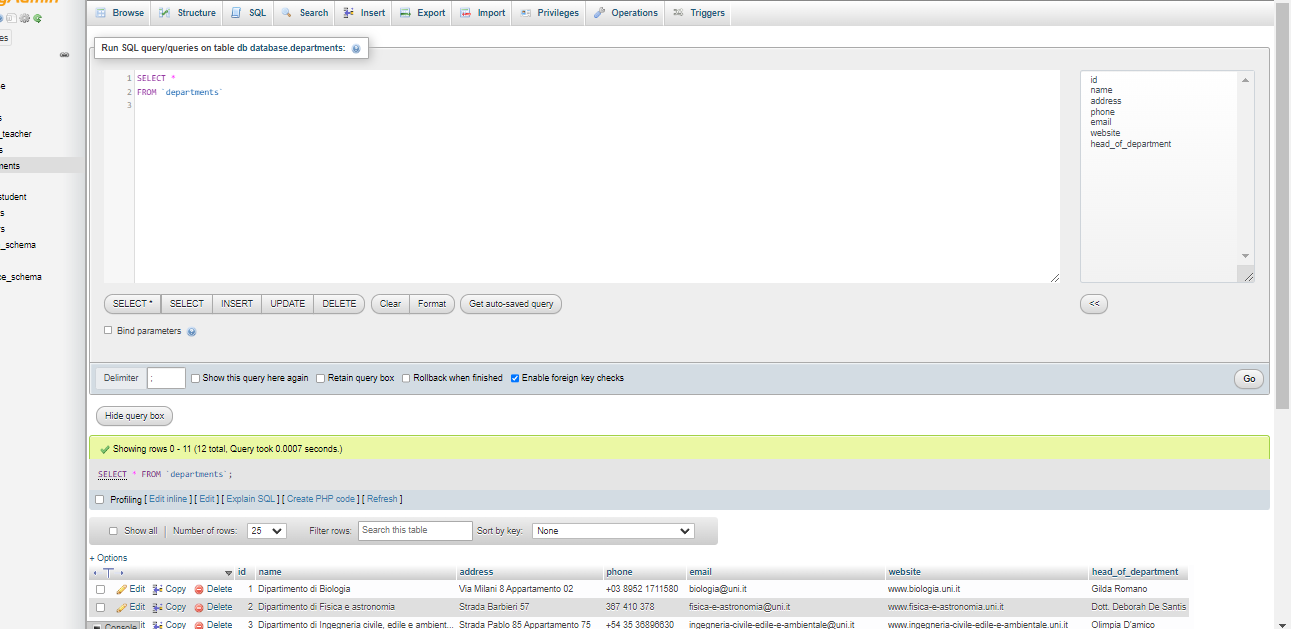 Browse Structure SQL Search Insert Export Import Privileges Operations Triggers
Run SQL query/queries on table db database.departments:
1 SELECT *
2 FROM `departments`
3
id
name
address
phone
email
website
head_of_department
_teacher
ments
student
_schema
ce_schema
SELECT * SELECT INSERT UPDATE DELETE Clear Format Get auto-saved query <<
Bind parameters
Delimiter ; Show this query here again Retain query box Rollback when finished Enable foreign key checks Go
Hide query box
Showing rows 0 - 11 (12 total, Query took 0.0007 seconds.)
SELECT * FROM `departments`;
Profiling [ Edit inline ] [ Edit ] [ Explain SQL ] [ Create PHP code ] [ Refresh ]
Show all Number of rows: 25 Filter rows: Search this table Sort by key: None
+ Options
id name address phone email website head_of_department
Edit Copy Delete 1 Dipartimento di Biologia Via Milani 8 Appartamento 02 +03 8952 1711580 biologia@uni.it www.biologia.uni.it Gilda Romano
Edit Copy Delete 2 Dipartimento di Fisica e astronomia Strada Barbieri 57 367 410 378 fisica-e-astronomia@uni.it www.fisica-e-astronomia.uni.it Dott. Deborah De Santis
Console it Copy Delete 3 Dipartimento di Ingegneria civile, edile e ambient... Strada Pablo 85 Appartamento 75 +54 35 36896630 ingegneria-civile-edile-e-ambientale@uni.it www.ingegneria-civile-edile-e-ambientale.uni.it Olimpia D'amico